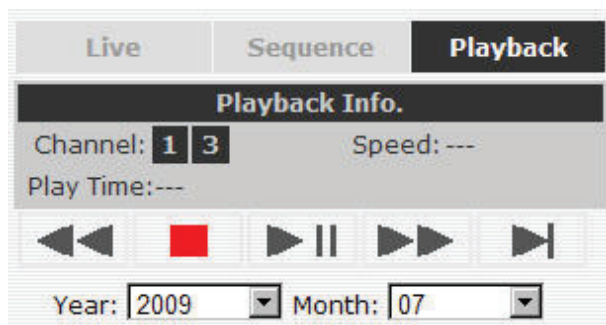 Live Sequence Playback
Playback Info.
Channel: 1 3 Speed: ---
Play Time:---
Year: 2009 Month: 07